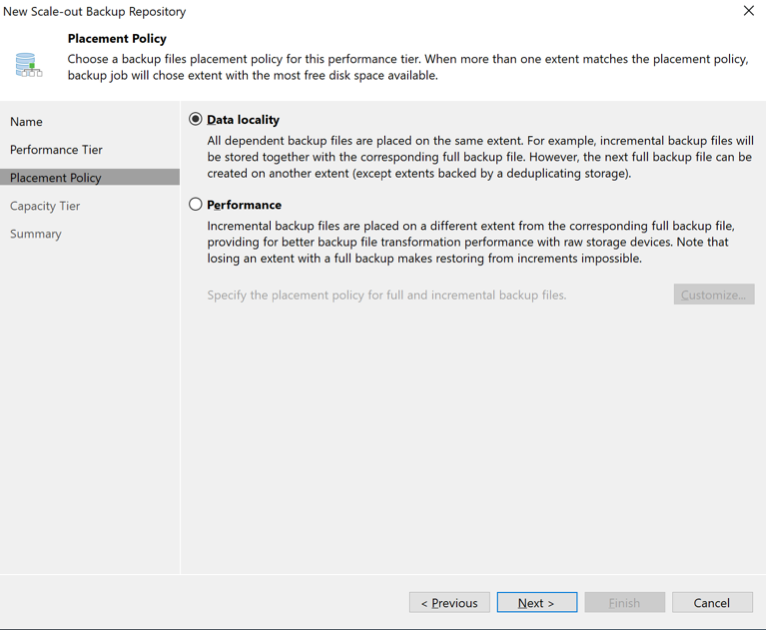 New Scale-out Backup Repository
Placement Policy
Choose a backup files placement policy for this performance tier. When more than one extent matches the placement policy,
backup job will chose extent with the most free disk space available.
Name
Performance Tier
Placement Policy
Capacity Tier
Summary
Data locality
All dependent backup files are placed on the same extent. For example, incremental backup files will
be stored together with the corresponding full backup file. However, the next full backup file can be
created on another extent (except extents backed by a deduplicating storage).
Performance
Incremental backup files are placed on a different extent from the corresponding full backup file,
providing for better backup file transformation performance with raw storage devices. Note that
losing an extent with a full backup makes restoring from increments impossible.
Specify the placement policy for full and incremental backup files.
Customize...
< Previous
Next >
Finish
Cancel